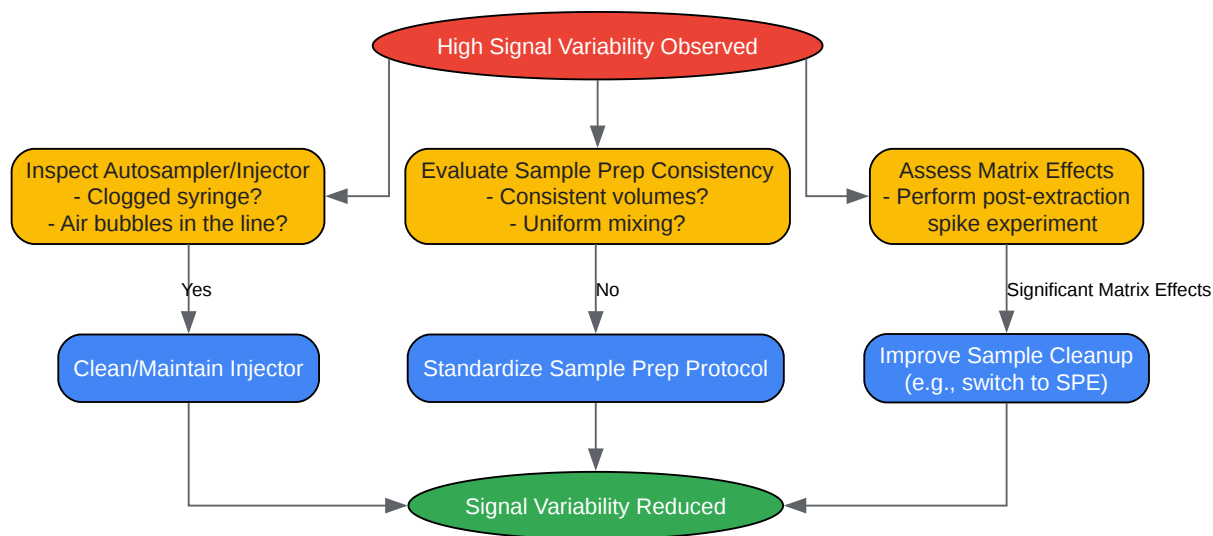 High Signal Variability Observed
Inspect Autosampler/Injector
- Clogged syringe?
- Air bubbles in the line?
Evaluate Sample Prep Consistency
- Consistent volumes?
- Uniform mixing?
Assess Matrix Effects
- Perform post-extraction
spike experiment
Yes
No
Significant Matrix Effects
Clean/Maintain Injector
Standardize Sample Prep Protocol
Improve Sample Cleanup
(e.g., switch to SPE)
Signal Variability Reduced